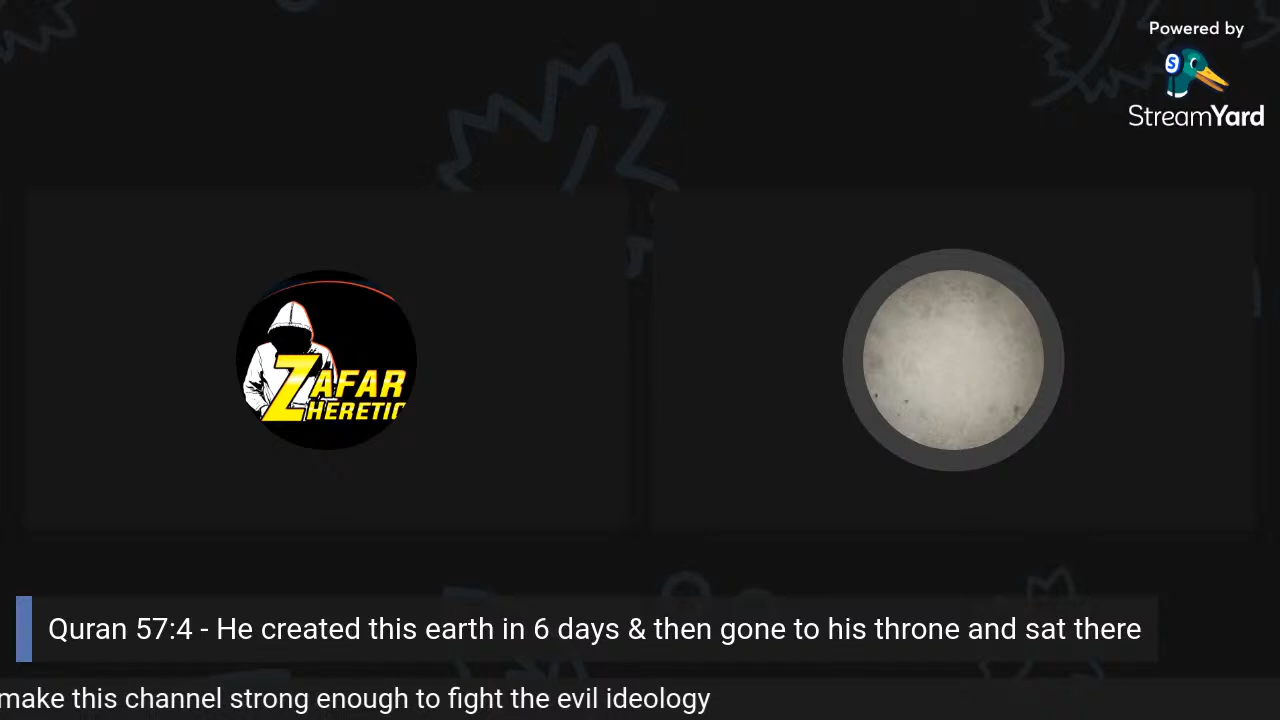 Powered by
StreamYard
ZAFAR
HERETIC
Quran 57:4 - He created this earth in 6 days & then gone to his throne and sat there
make this channel strong enough to fight the evil ideology